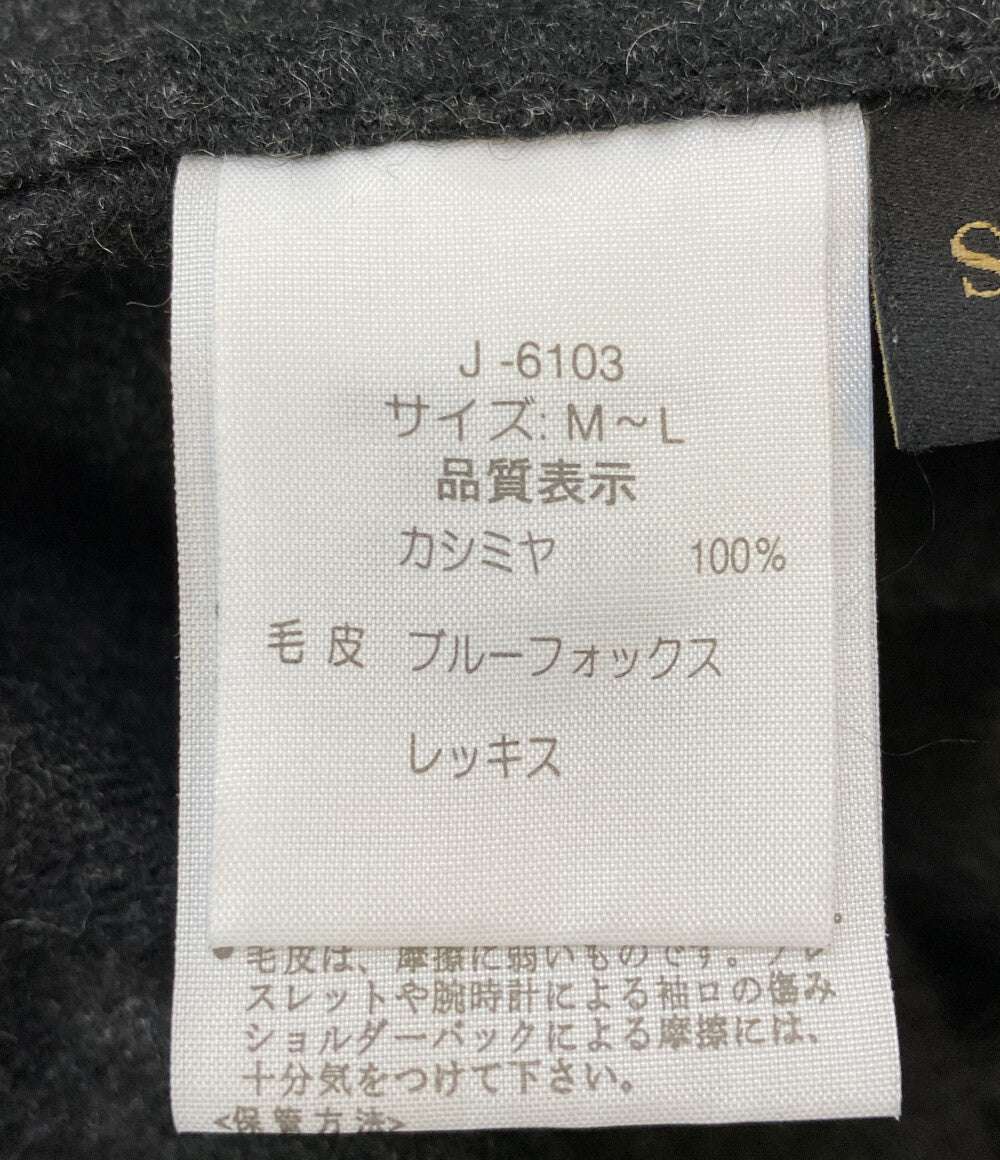 J-6103
サイズ: M～L
品質表示
カシミヤ 100%
毛皮 ブルーフォックス
レッキス
。
•毛皮は、摩擦に弱いものです。ブレ
スレットや腕時計による袖口の傷み
ショルダーバックによる摩擦には、
十分気をつけて下さい。
<保管方法>
S